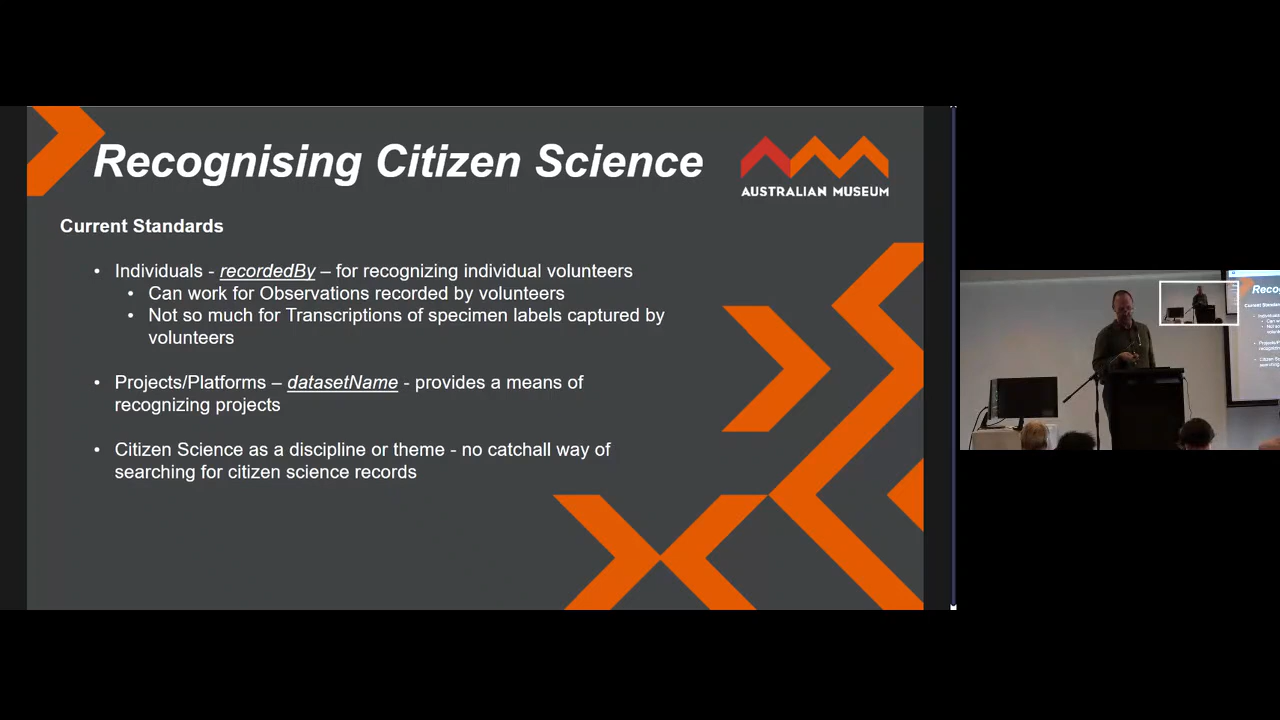 Recognising Citizen Science
AUSTRALIAN MUSEUM
Current Standards
• Individuals - recordedBy – for recognizing individual volunteers
• Can work for Observations recorded by volunteers
• Not so much for Transcriptions of specimen labels captured by
volunteers
• Projects/Platforms – datasetName - provides a means of
recognizing projects
• Citizen Science as a discipline or theme - no catchall way of
searching for citizen science records